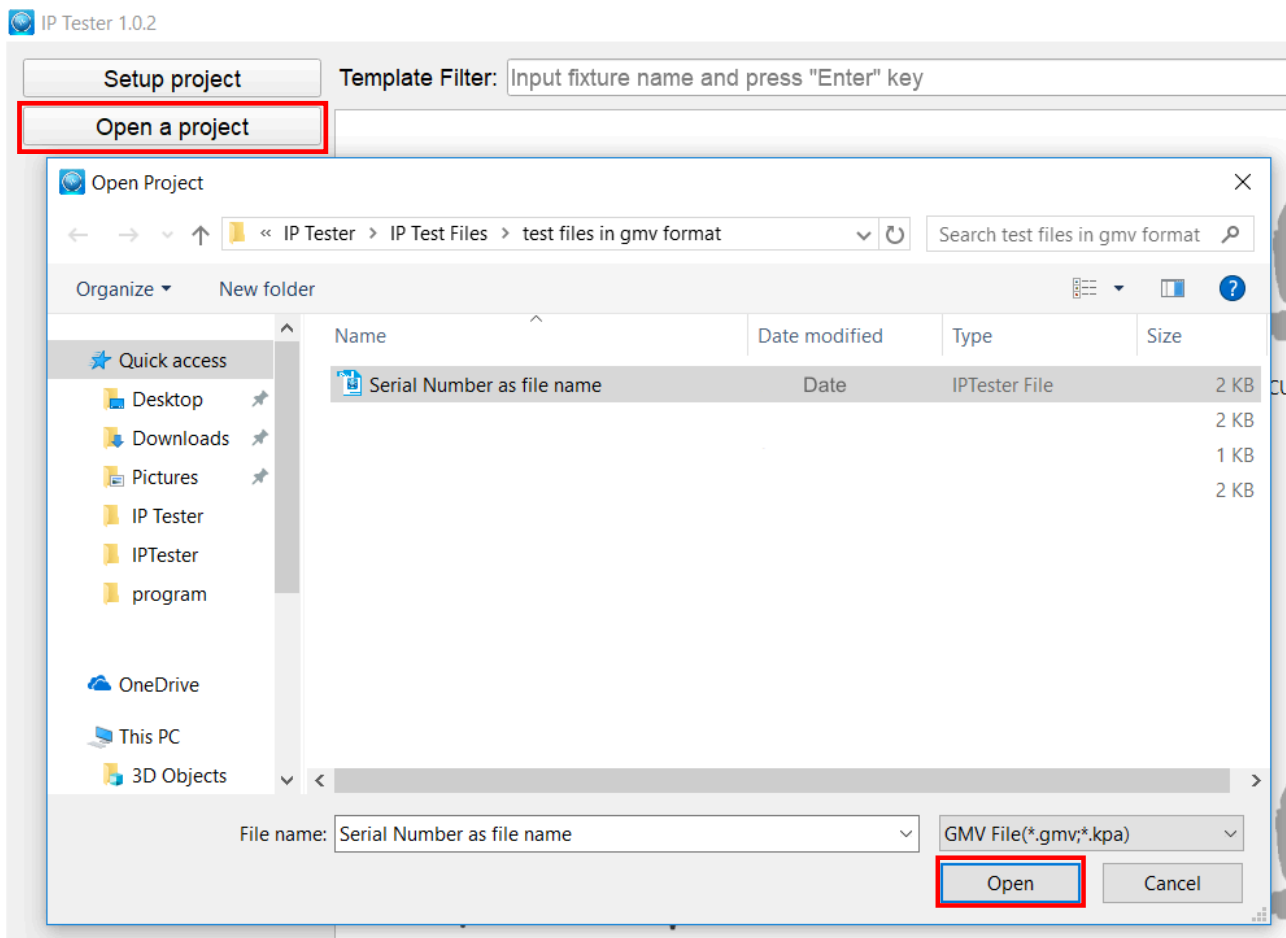 IP Tester 1.0.2
Setup project
Template Filter: Input fixture name and press "Enter" key
Open a project
Open Project
« IP Tester > IP Test Files > test files in gmv format
Search test files in gmv format
Organize
New folder
?
Name
Date modified
Type
Size
Quick access
Desktop
Downloads
Pictures
IP Tester
IPTester
program
OneDrive
This PC
3D Objects
Serial Number as file name
Date
IPTester File
2 KB
2 KB
1 KB
2 KB
File name: Serial Number as file name
GMV File(*.gmv;*.kpa)
Open
Cancel